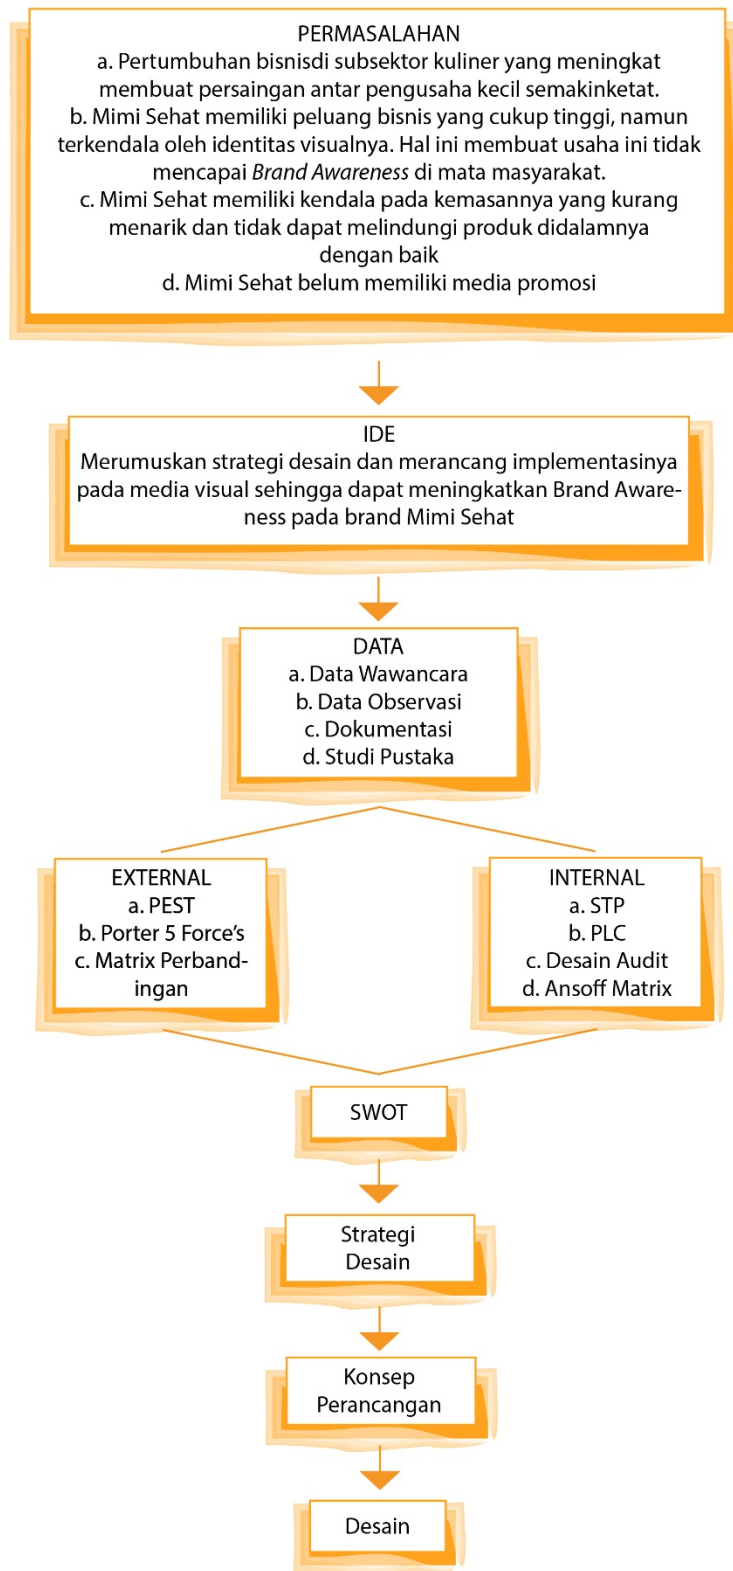 PERMASALAHAN
a. Pertumbuhan bisnisdi subsektor kuliner yang meningkat
membuat persaingan antar pengusaha kecil semakinketat.
b. Mimi Sehat memiliki peluang bisnis yang cukup tinggi, namun
terkendala oleh identitas visualnya. Hal ini membuat usaha ini tidak
mencapai Brand Awareness di mata masyarakat.
c. Mimi Sehat memiliki kendala pada kemasannya yang kurang
menarik dan tidak dapat melindungi produk didalamnya
dengan baik
d. Mimi Sehat belum memiliki media promosi
IDE
Merumuskan strategi desain dan merancang implementasinya
pada media visual sehingga dapat meningkatkan Brand Aware-
ness pada brand Mimi Sehat
DATA
a. Data Wawancara
b. Data Observasi
c. Dokumentasi
d. Studi Pustaka
EXTERNAL
a. PEST
b. Porter 5 Force's
c. Matrix Perband-
ingan
INTERNAL
a. STP
b. PLC
c. Desain Audit
d. Ansoff Matrix
SWOT
Strategi
Desain
Konsep
Perancangan
Desain